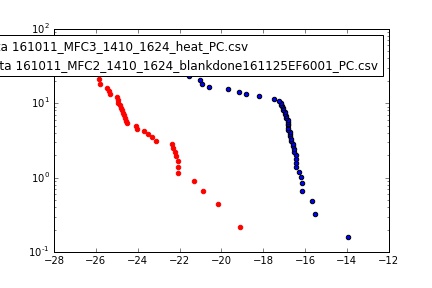 10²
ta 161011_MFC3_1410_1624_heat_PC.csv
ta 161011_MFC2_1410_1624_blankdone161125EF6001_PC.csv
10¹
10⁰
10⁻¹
−28 −26 −24 −22 −20 −18 −16 −14 −12